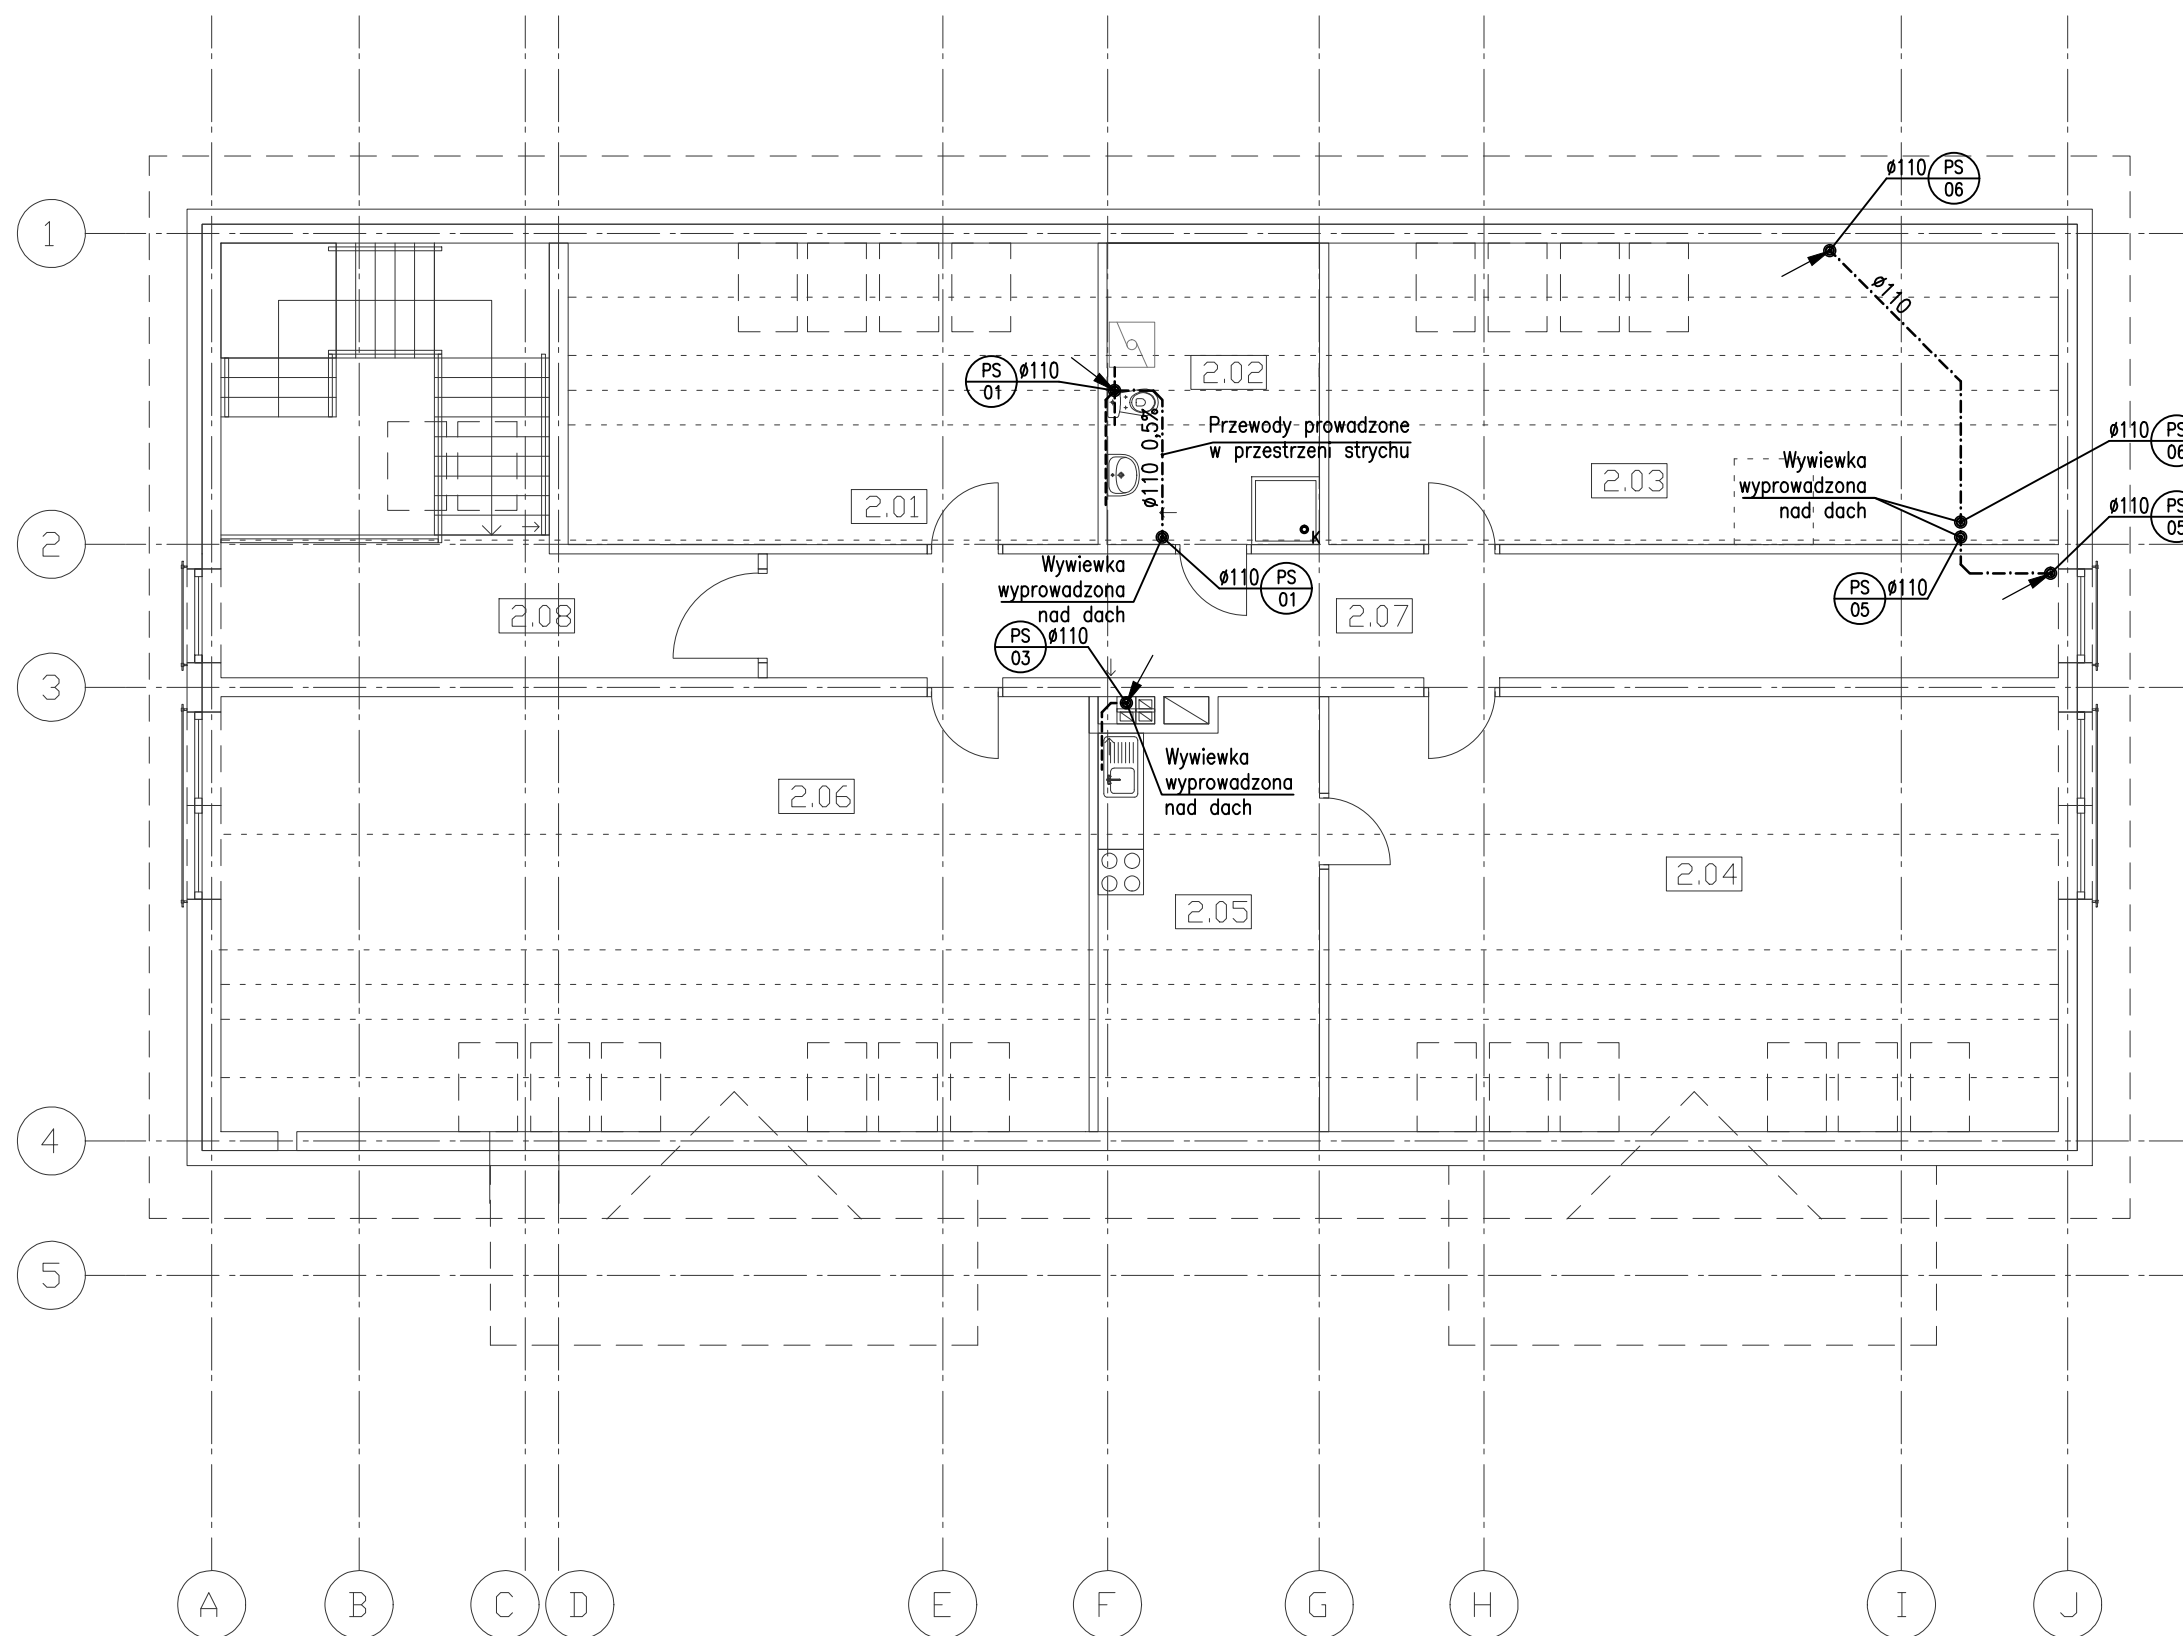 ø110
PS
06
1
ø110
2.02
PS
01
ø110
Przewody prowadzone
w przestrzeni strychu
ø110 0,5%
ø110
PS
06
Wywiewka
wyprowadzona
nad dach
2.03
2.01
ø110
PS
05
K
2
Wywiewka
wyprowadzona
nad dach
ø110
PS
01
PS
05
ø110
2.08
2.07
PS
03
ø110
3
Wywiewka
wyprowadzona
nad dach
2.06
2.04
2.05
4
5
A
B
C
D
E
F
G
H
I
J